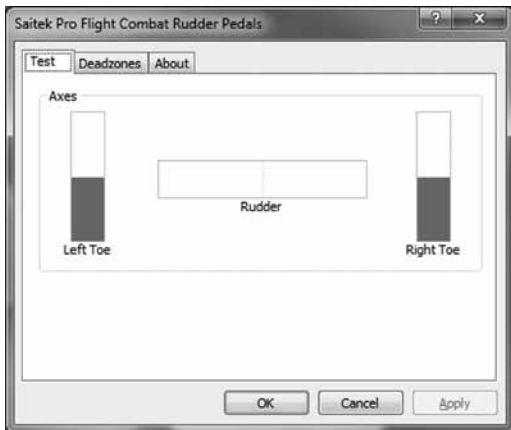 Saitek Pro Flight Combat Rudder Pedals
Test Deadzones About
Axes
Rudder
Left Toe Right Toe
OK Cancel Apply